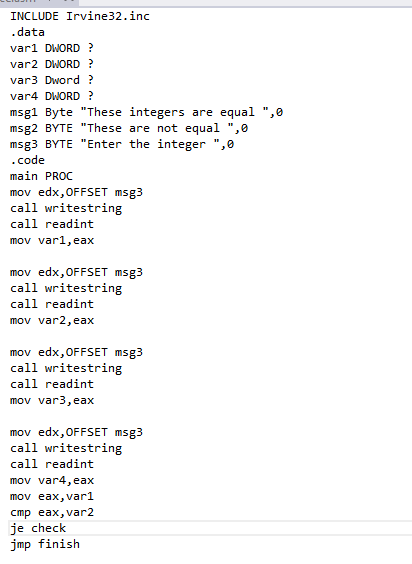 INCLUDE Irvine32.inc
.data
var1 DWORD ?
var2 DWORD ?
var3 Dword ?
var4 DWORD ?
msg1 Byte "These integers are equal ",0
msg2 BYTE "These are not equal ",0
msg3 BYTE "Enter the integer ",0
.code
main PROC
mov edx,OFFSET msg3
call writestring
call readint
mov var1,eax

mov edx,OFFSET msg3
call writestring
call readint
mov var2,eax

mov edx,OFFSET msg3
call writestring
call readint
mov var3,eax

mov edx,OFFSET msg3
call writestring
call readint
mov var4,eax
mov eax,var1
cmp eax,var2
je check
jmp finish